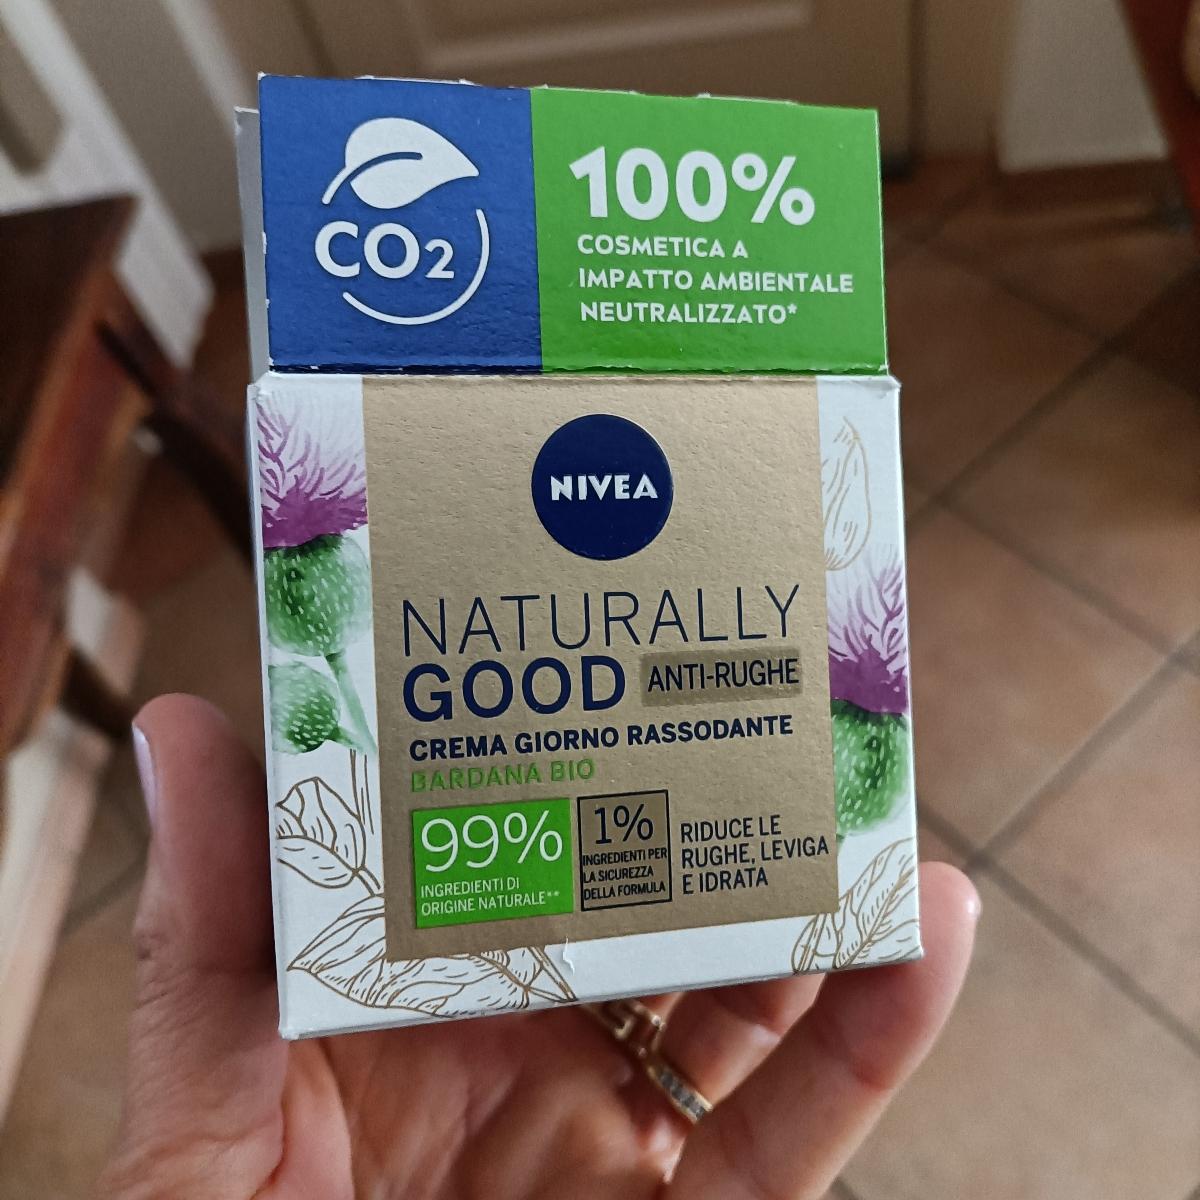 CO2
100%
COSMETICA A
IMPATTO AMBIENTALE
NEUTRALIZZATO*
NIVEA
NATURALLY
GOOD ANTI-RUGHE
CREMA GIORNO RASSODANTE
BARDANA BIO
99%
INGREDIENTI DI
ORIGINE NATURALE**
1%
INGREDIENTI PER
LA SICUREZZA
DELLA FORMULA
RIDUCE LE
RUGHE, LEVIGA
E IDRATA